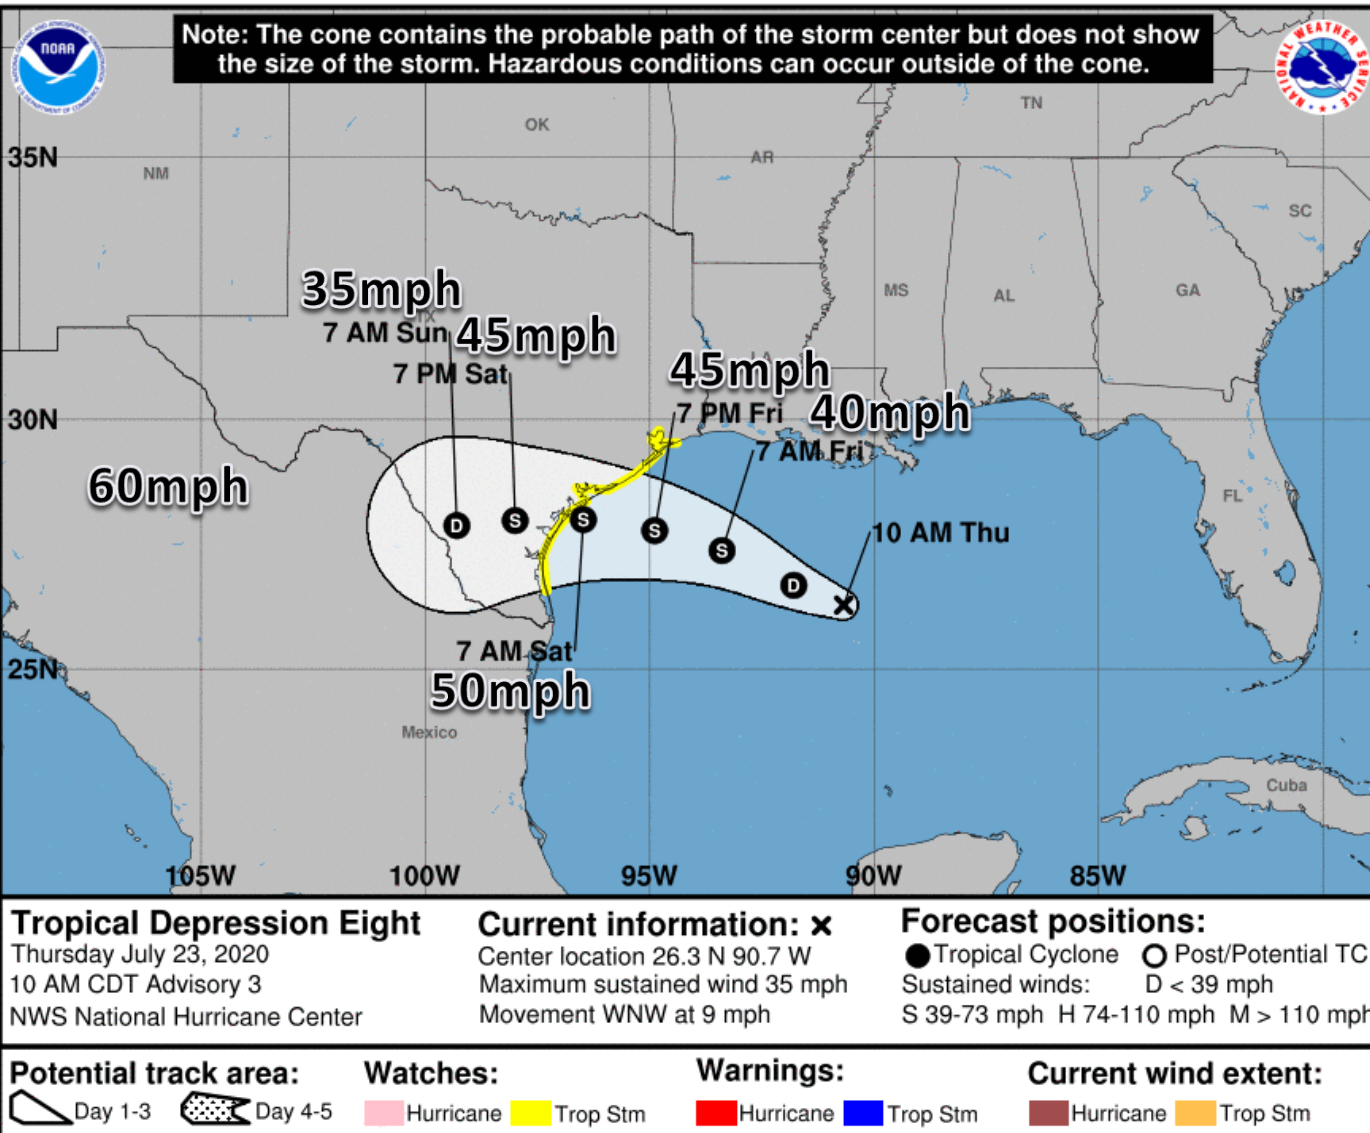 Note: The cone contains the probable path of the storm center but does not show
the size of the storm. Hazardous conditions can occur outside of the cone.
NOAA
NATIONAL WEATHER SERVICE
TN
OK
AR
35N
NM
SC
MS
AL
GA
35mph
TX
7 AM Sun
45mph
7 PM Sat
LA
45mph
7 PM Fri
40mph
30N
7 AM Fri
60mph
FL
D
S
S
S
S
D
10 AM Thu
7 AM Sat
25N
50mph
Mexico
Cuba
105W 100W 95W 90W 85W
Tropical Depression Eight
Thursday July 23, 2020
10 AM CDT Advisory 3
NWS National Hurricane Center
Current information:
Center location 26.3 N 90.7 W
Maximum sustained wind 35 mph
Movement WNW at 9 mph
Forecast positions:
Tropical Cyclone Post/Potential TC
Sustained winds: D < 39 mph
S 39-73 mph H 74-110 mph M > 110 mph
Potential track area:
Day 1-3 Day 4-5
Watches:
Hurricane Trop Stm
Warnings:
Hurricane Trop Stm
Current wind extent:
Hurricane Trop Stm